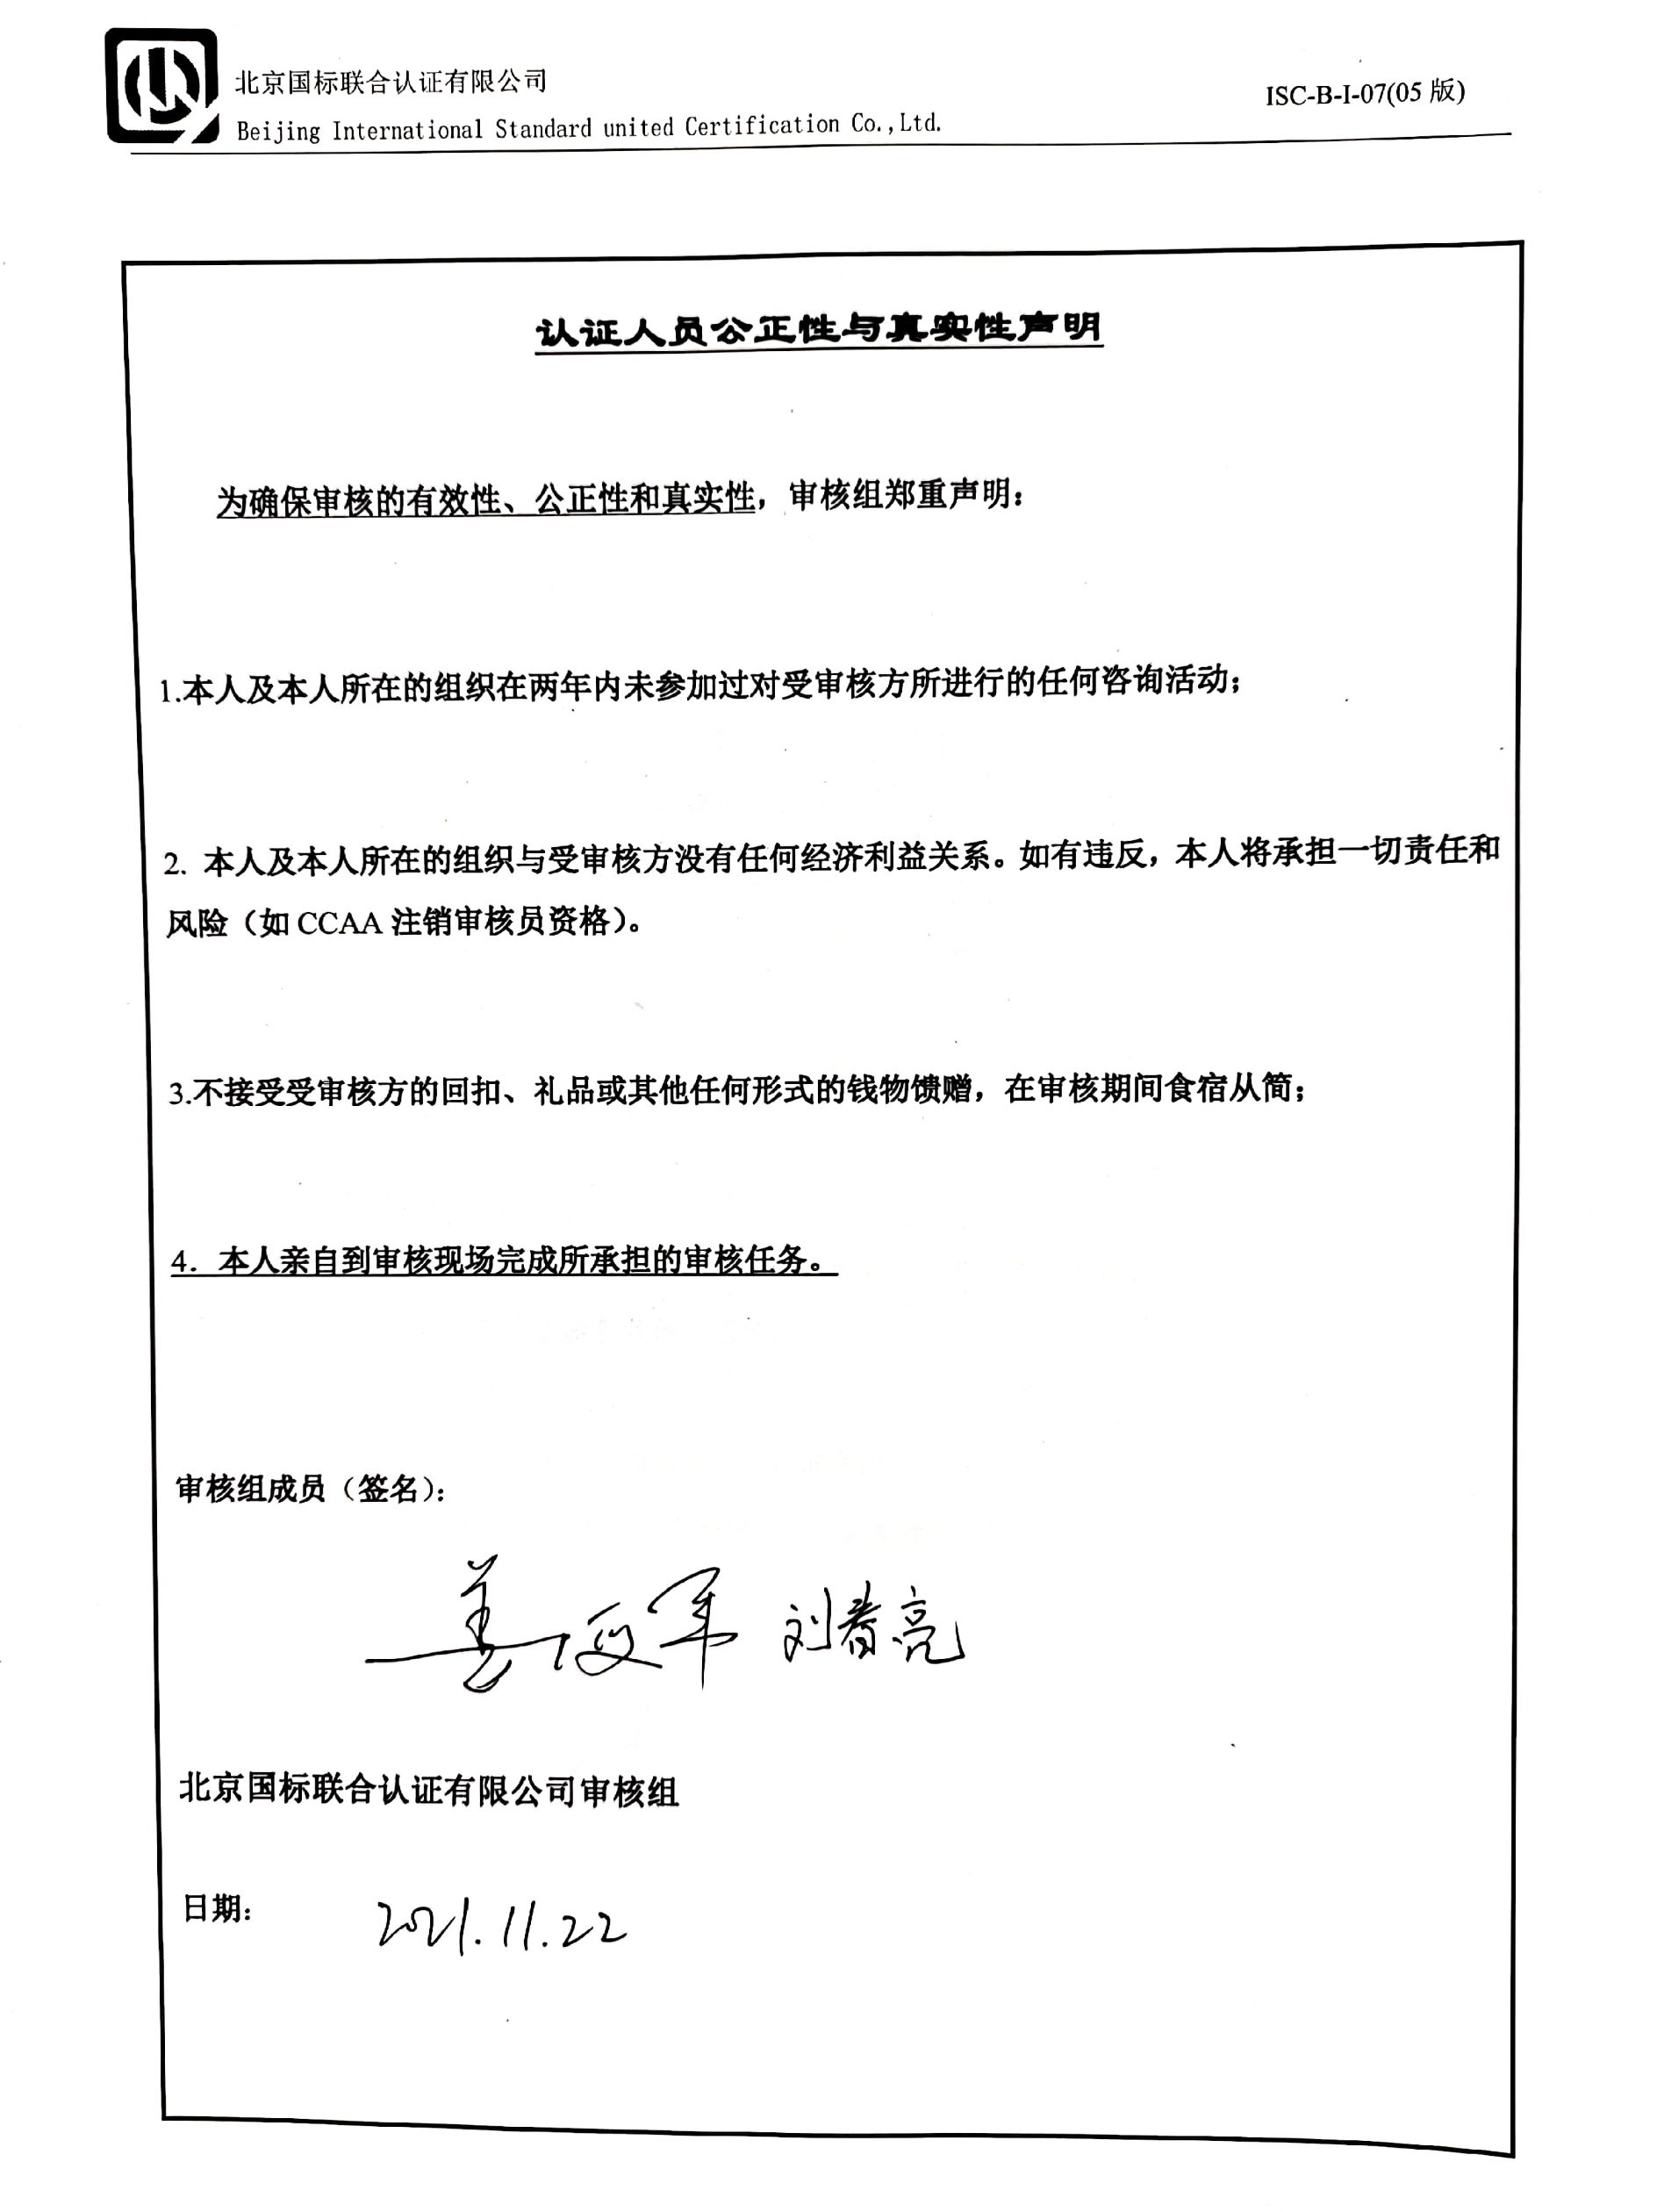 北京国标联合认证有限公司
ISC-B-I-07(05 版)
Beijing International Standard united Certification Co.,Ltd.
认证人员公正性与真实性声明
为确保审核的有效性、公正性和真实性，审核组郑重声明：
1.本人及本人所在的组织在两年内未参加过对受审核方所进行的任何咨询活动；
2. 本人及本人所在的组织与受审核方没有任何经济利益关系。如有违反，本人将承担一切责任和
风险（如 CCAA 注销审核员资格）。
3.不接受受审核方的回扣、礼品或其他任何形式的钱物馈赠，在审核期间食宿从简；
4. 本人亲自到审核现场完成所承担的审核任务。
审核组成员（签名）：
刘 亮
北京国标联合认证有限公司审核组
日期： 2021.11.22